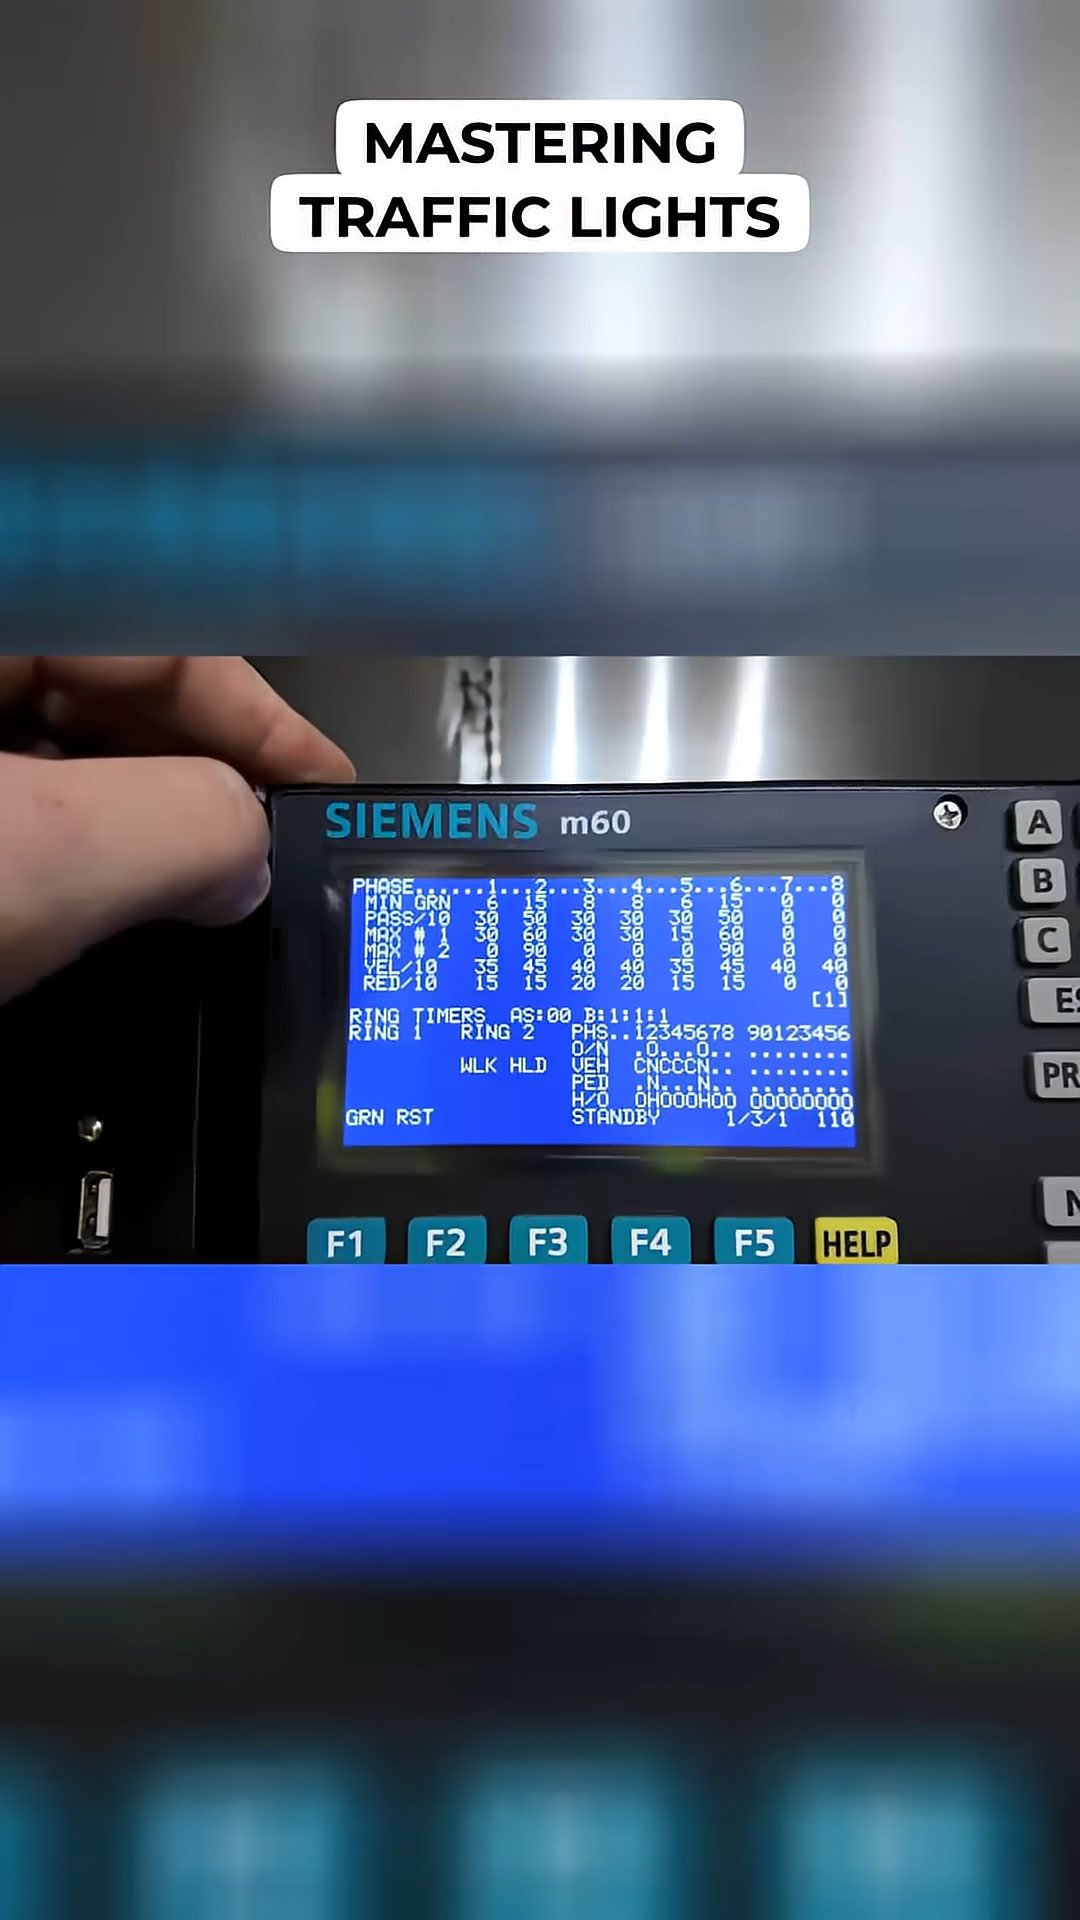 MASTERING
TRAFFIC LIGHTS
SIEMENS m60
PHASE......1...2...3...4...5...6...7...8
MIN GRN 6 15 8 8 6 15 0 0
PASS/10 30 50 30 30 30 50 0 0
MAX # 1 30 60 30 30 15 60 0 0
MAX # 2 0 90 0 0 0 90 0 0
YEL/10 35 45 40 40 35 45 40 40
RED/10 15 15 20 20 15 15 0 0
[1]
RING TIMERS AS:00 B:1:1:1
RING 1 RING 2 PHS..12345678 90123456
O/N .O...O.. ........
WLK HLD VEH CNCCCN.. ........
PED .N...N.. ........
H/O OHOOOHOO OOOOOOOO
GRN RST STANDBY 1/3/1 110
A
B
C
ES
PR
N
F1 F2 F3 F4 F5 HELP